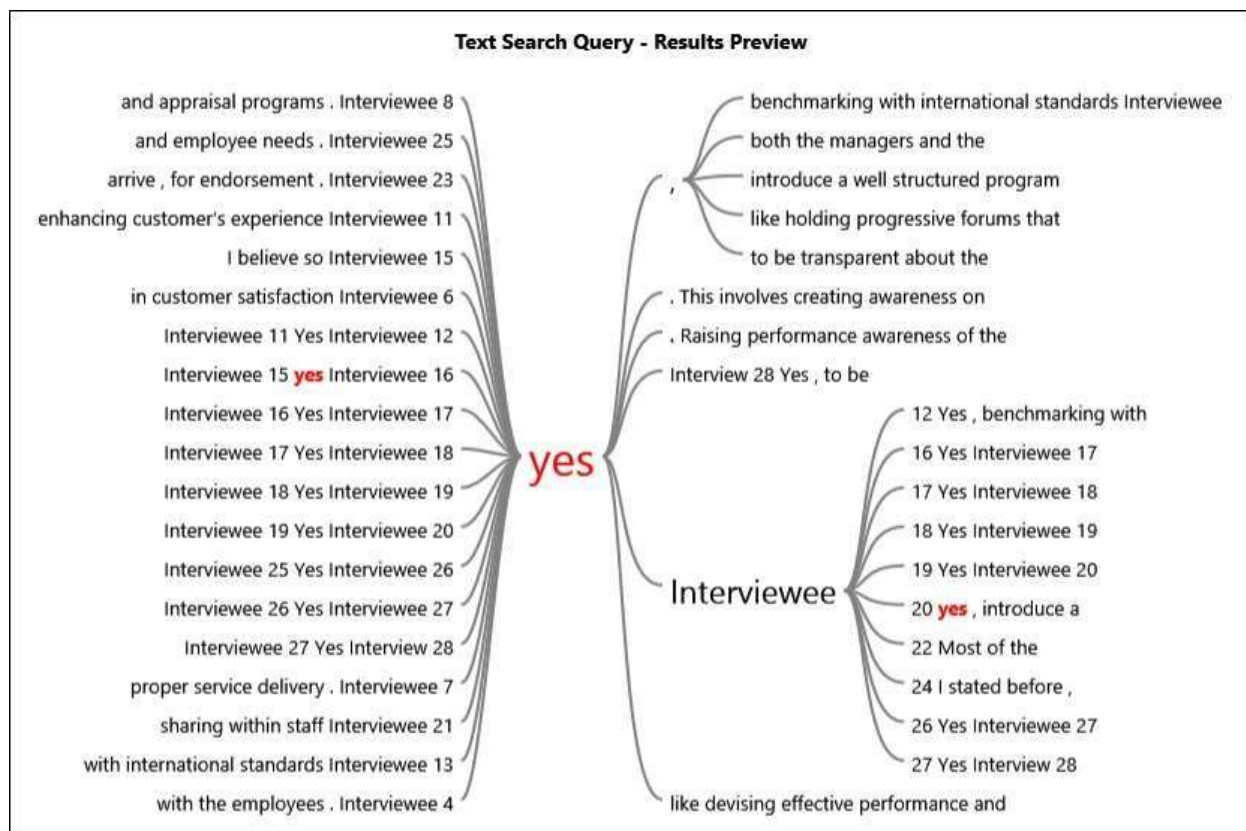 Text Search Query - Results Preview
and appraisal programs . Interviewee 8
and employee needs . Interviewee 25
arrive , for endorsement . Interviewee 23
enhancing customer's experience Interviewee 11
I believe so Interviewee 15
in customer satisfaction Interviewee 6
Interviewee 11 Yes Interviewee 12
Interviewee 15 yes Interviewee 16
Interviewee 16 Yes Interviewee 17
Interviewee 17 Yes Interviewee 18
Interviewee 18 Yes Interviewee 19
Interviewee 19 Yes Interviewee 20
Interviewee 25 Yes Interviewee 26
Interviewee 26 Yes Interviewee 27
Interviewee 27 Yes Interview 28
proper service delivery . Interviewee 7
sharing within staff Interviewee 21
with international standards Interviewee 13
with the employees . Interviewee 4
yes
,
benchmarking with international standards Interviewee
both the managers and the
introduce a well structured program
like holding progressive forums that
to be transparent about the
. This involves creating awareness on
. Raising performance awareness of the
Interview 28 Yes , to be
Interviewee
12 Yes , benchmarking with
16 Yes Interviewee 17
17 Yes Interviewee 18
18 Yes Interviewee 19
19 Yes Interviewee 20
20 yes , introduce a
22 Most of the
24 I stated before ,
26 Yes Interviewee 27
27 Yes Interview 28
like devising effective performance and